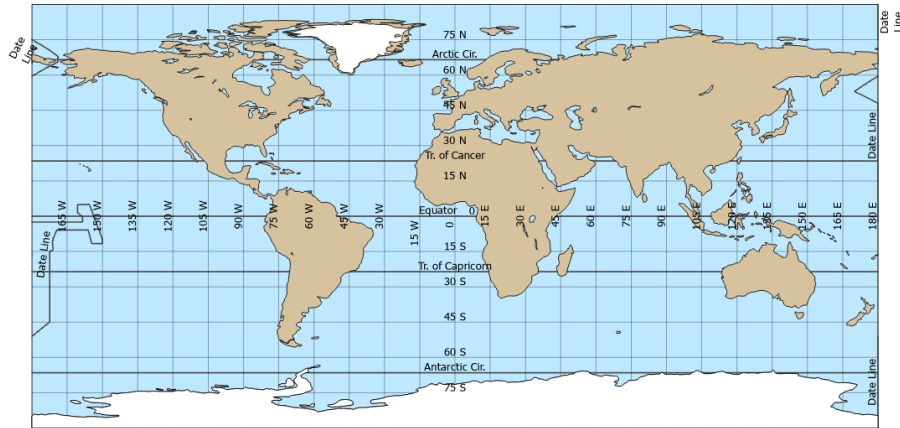 Date
Line
Date
Line
75 N
Arctic Cir.
60 N
45 N
30 N
Tr. of Cancer
15 N
Equator 0
165 W
150 W
135 W
120 W
105 W
90 W
75 W
60 W
45 W
30 W
15 W
0
15 E
30 E
45 E
60 E
75 E
90 E
105 E
120 E
135 E
150 E
165 E
180 E
Date Line
Date Line
15 S
Tr. of Capricorn
30 S
45 S
60 S
Antarctic Cir.
75 S
Date Line